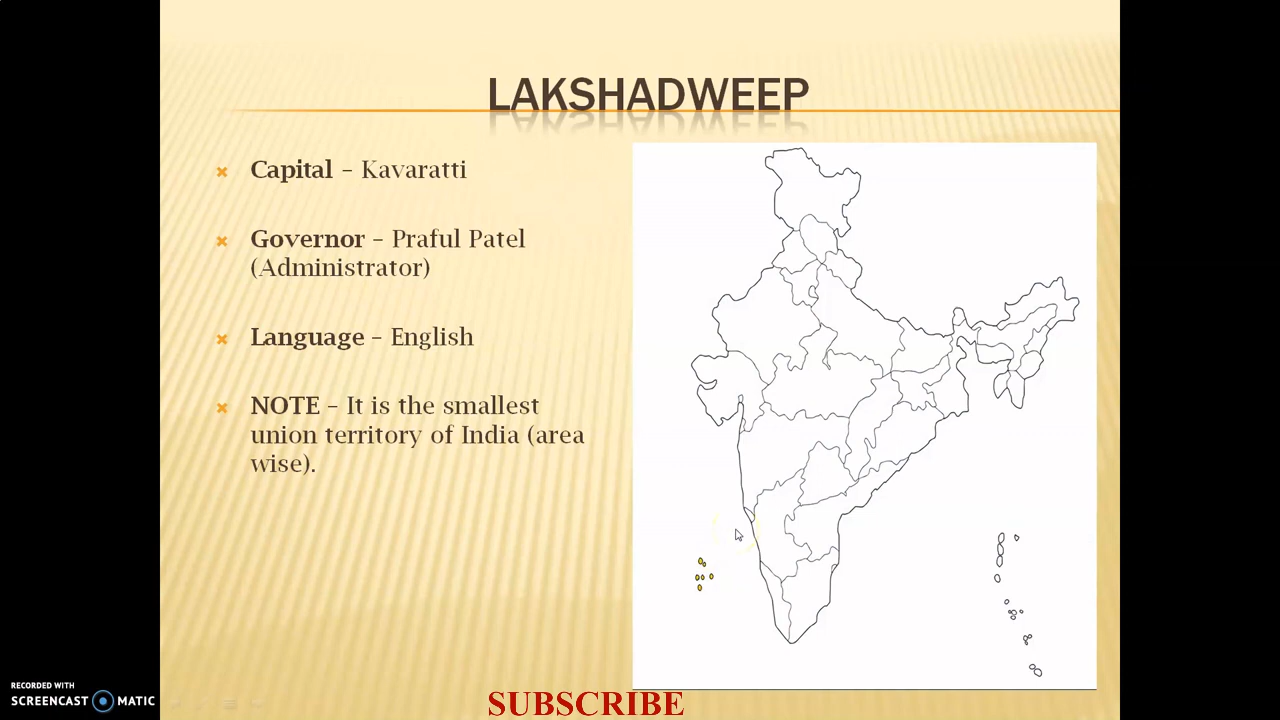 LAKSHADWEEP
Capital – Kavaratti
Governor – Praful Patel
(Administrator)
Language – English
NOTE – It is the smallest
union territory of India (area
wise).
RECORDED WITH
SCREENCAST MATIC
SUBSCRIBE